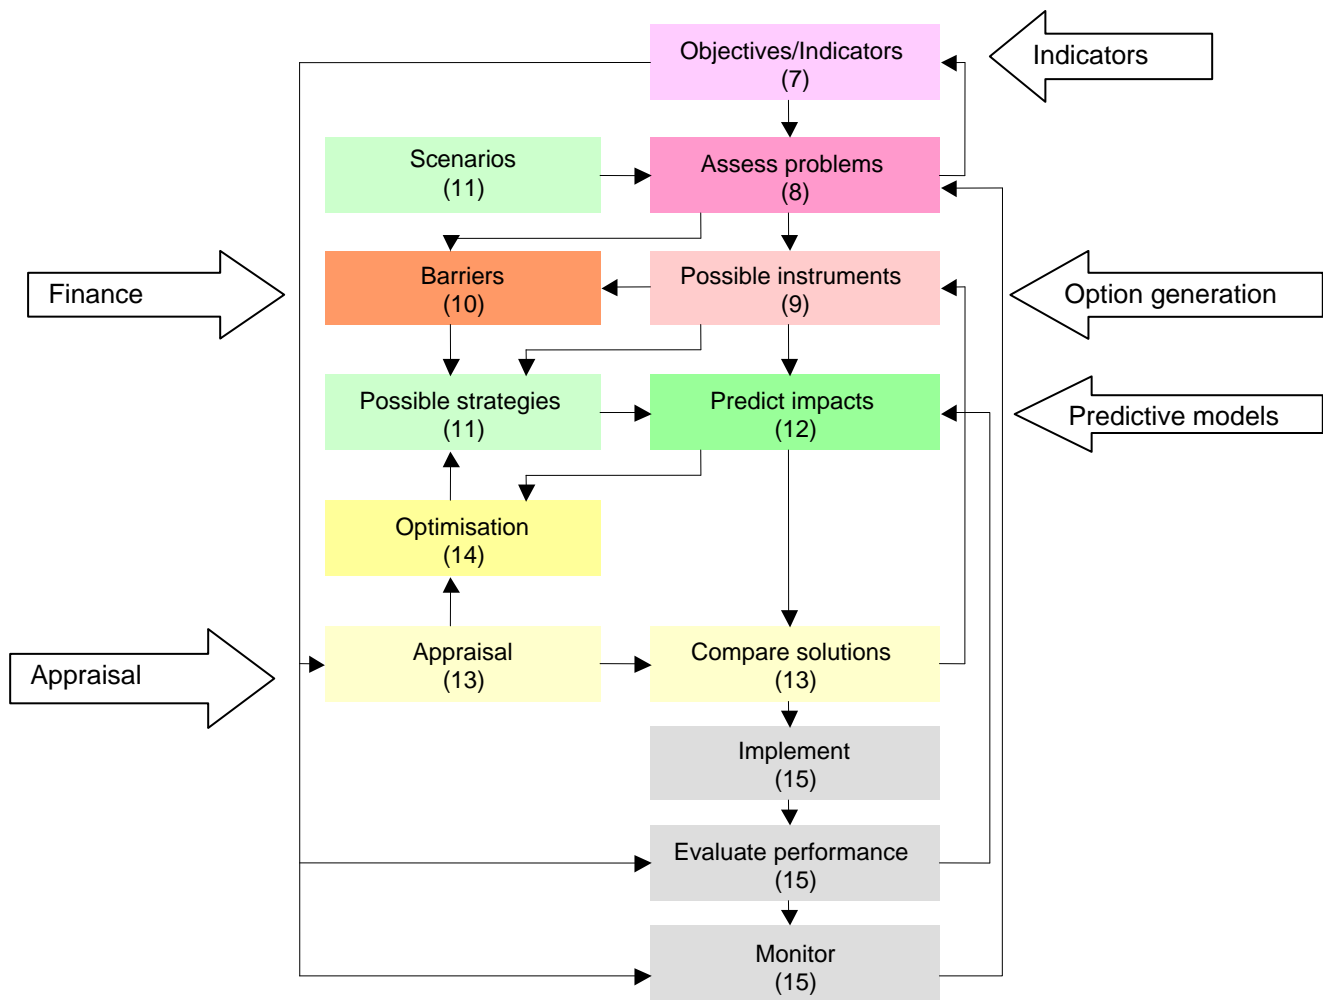 Objectives/Indicators
(7)
Indicators
Scenarios
(11)
Assess problems
(8)
Finance
Barriers
(10)
Possible instruments
(9)
Option generation
Possible strategies
(11)
Predict impacts
(12)
Predictive models
Optimisation
(14)
Appraisal
Appraisal
(13)
Compare solutions
(13)
Implement
(15)
Evaluate performance
(15)
Monitor
(15)